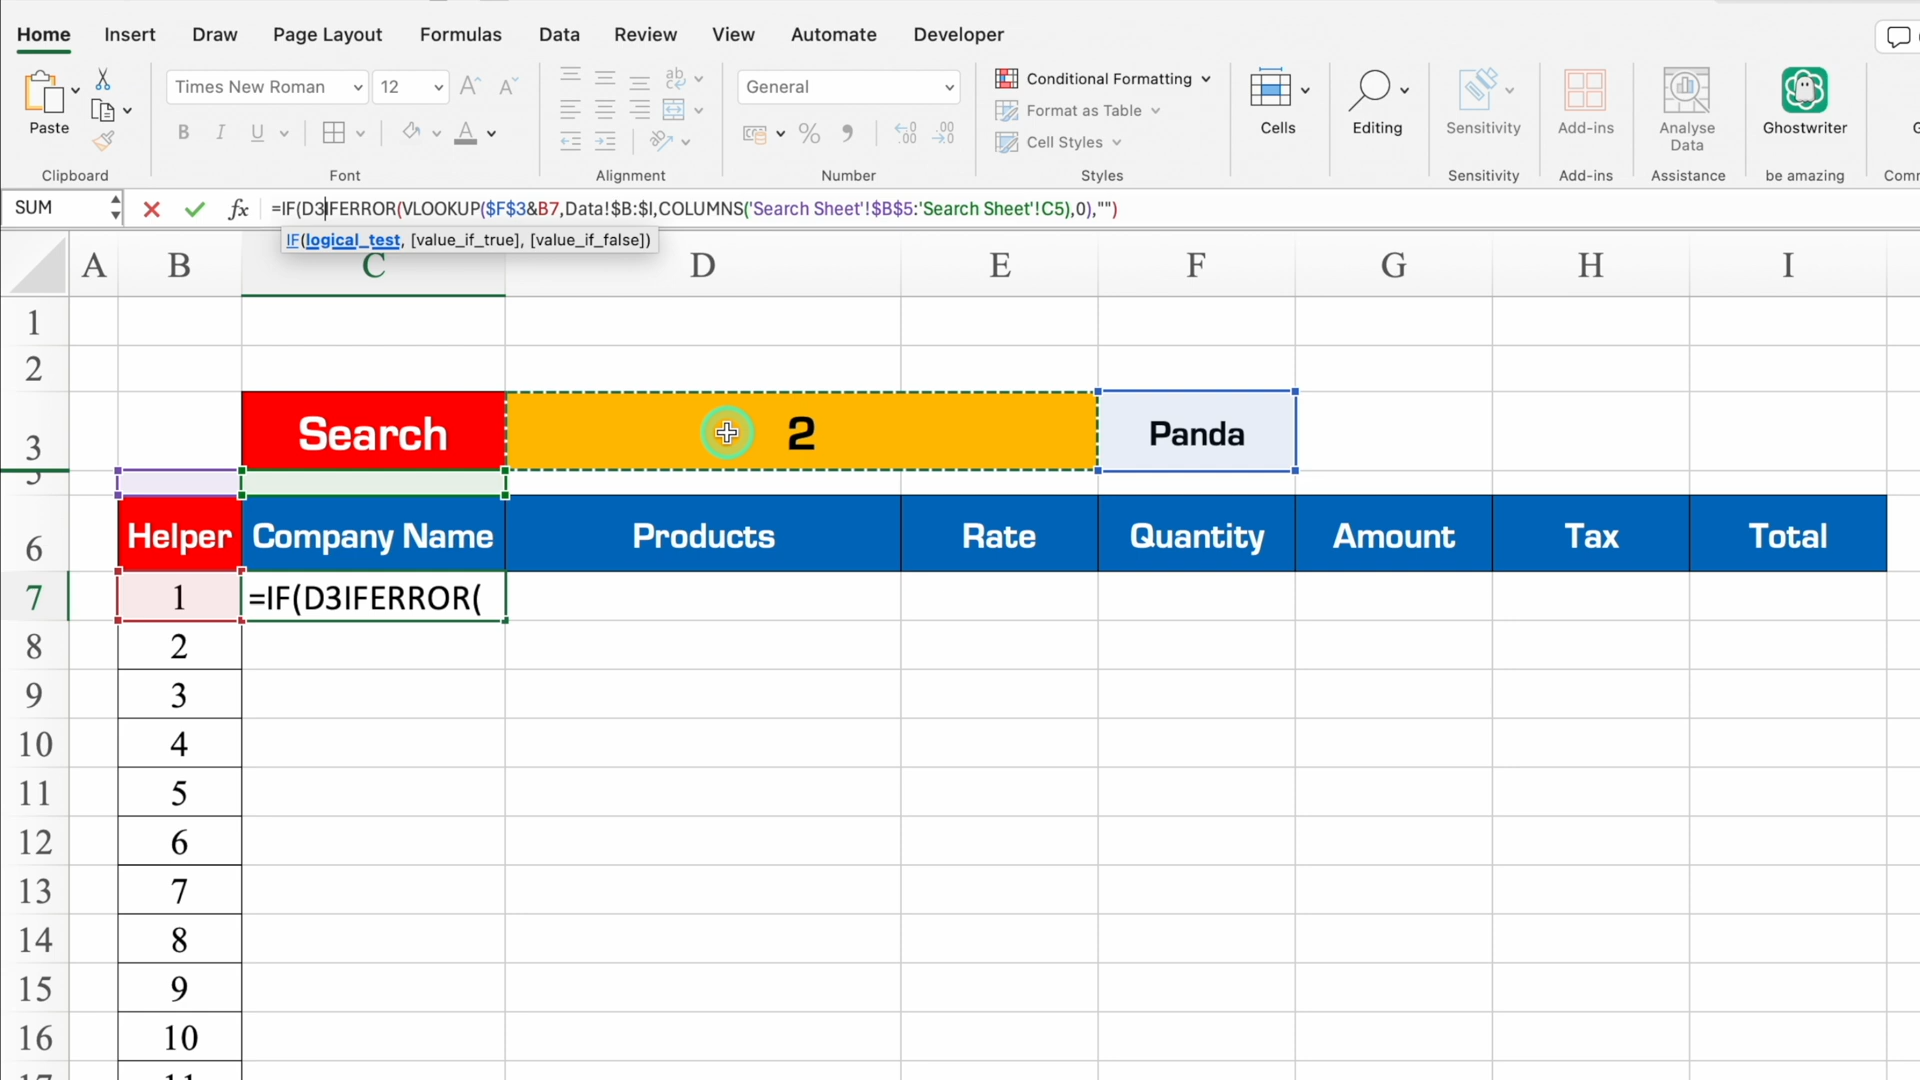 Home Insert Draw Page Layout Formulas Data Review View Automate Developer
Times New Roman 12 General Conditional Formatting
Format as Table
Cell Styles
Paste Cells Editing Sensitivity Add-ins Analyse Data Ghostwriter
B I U A % 9
Clipboard Font Alignment Number Styles Sensitivity Add-ins Assistance be amazing
SUM fx =IF(D3IFERROR(VLOOKUP($F$3&B7,Data!$B:$I,COLUMNS('Search Sheet'!$B$5:'Search Sheet'!C5),0),"")
IF(logical_test, [value_if_true], [value_if_false])
A B C D E F G H I
1
2
3 Search 2 Panda
5
6 Helper Company Name Products Rate Quantity Amount Tax Total
7 1 =IF(D3IFERROR(
8 2
9 3
10 4
11 5
12 6
13 7
14 8
15 9
16 10
17 11